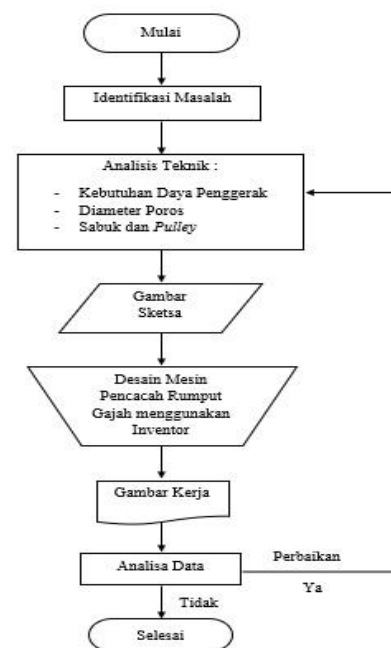 Mulai
Identifikasi Masalah
Analisis Teknik :
- Kebutuhan Daya Penggerak
- Diameter Poros
- Sabuk dan Pulley
Gambar
Sketsa
Desain Mesin
Pencacah Rumput
Gajah menggunakan
Inventor
Gambar Kerja
Analisa Data
Perbaikan
Ya
Tidak
Selesai